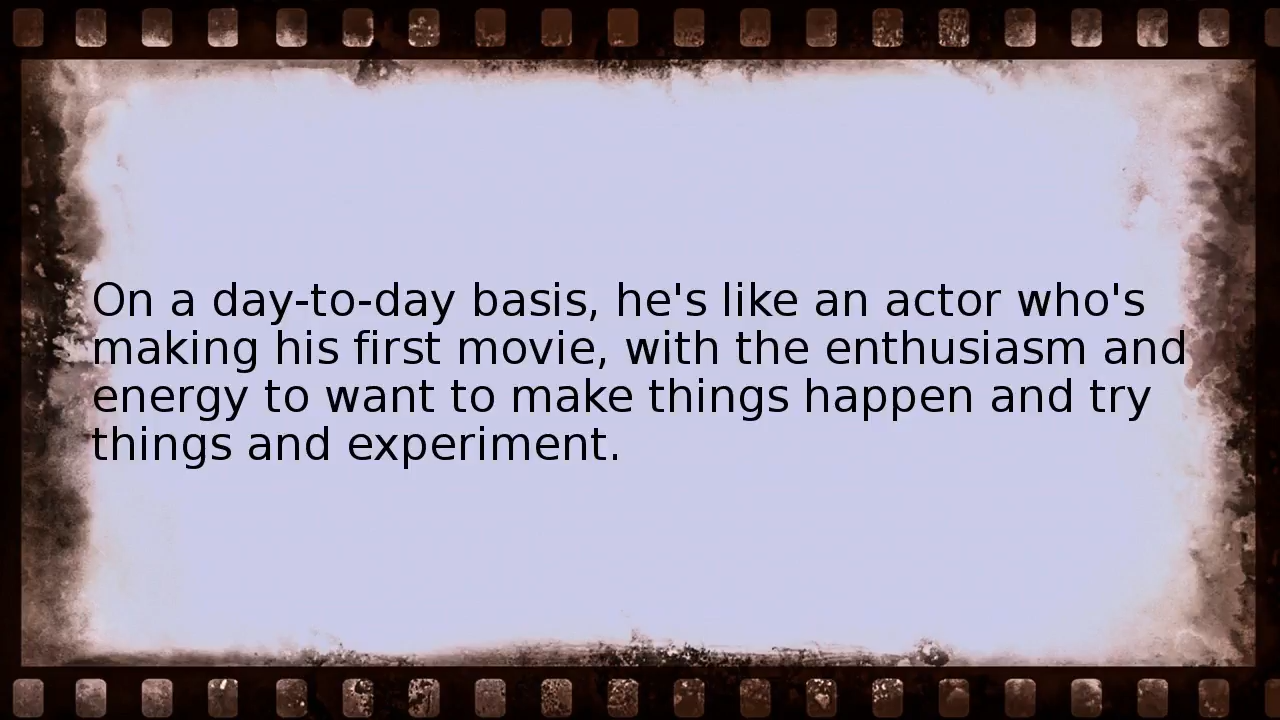 On a day-to-day basis, he's like an actor who's
making his first movie, with the enthusiasm and
energy to want to make things happen and try
things and experiment.